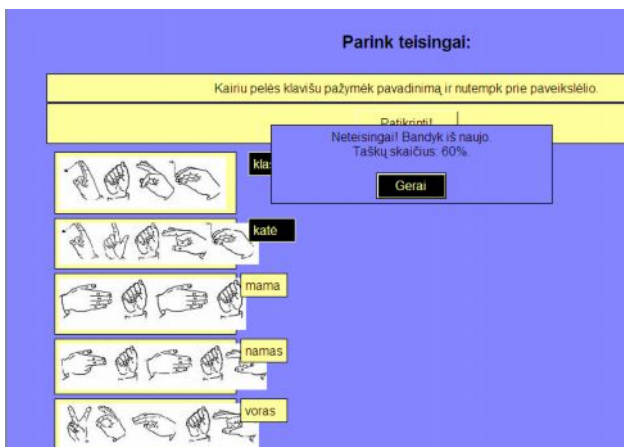 Parink teisingai:
Kairiu pelės klavišu pažymėk pavadinimą ir nutempk prie paveikslėlio.
Patikrinti!
Neteisingai! Bandyk iš naujo.
Taškų skaičius: 60%.
Gerai
katė
mama
namas
voras